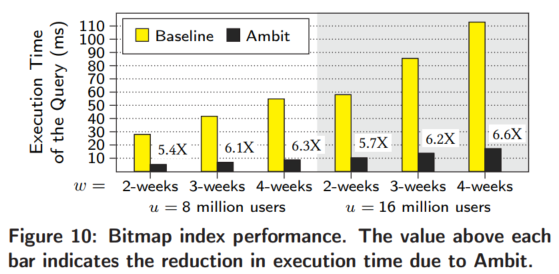 Execution Time
of the Query (ms)
110
100
90
80
70
60
50
40
30
20
10
Baseline
Ambit
5.4X
6.1X
6.3X
5.7X
6.2X
6.6X
w =
2-weeks 3-weeks 4-weeks 2-weeks 3-weeks 4-weeks
u = 8 million users
u = 16 million users
Figure 10: Bitmap index performance. The value above each
bar indicates the reduction in execution time due to Ambit.